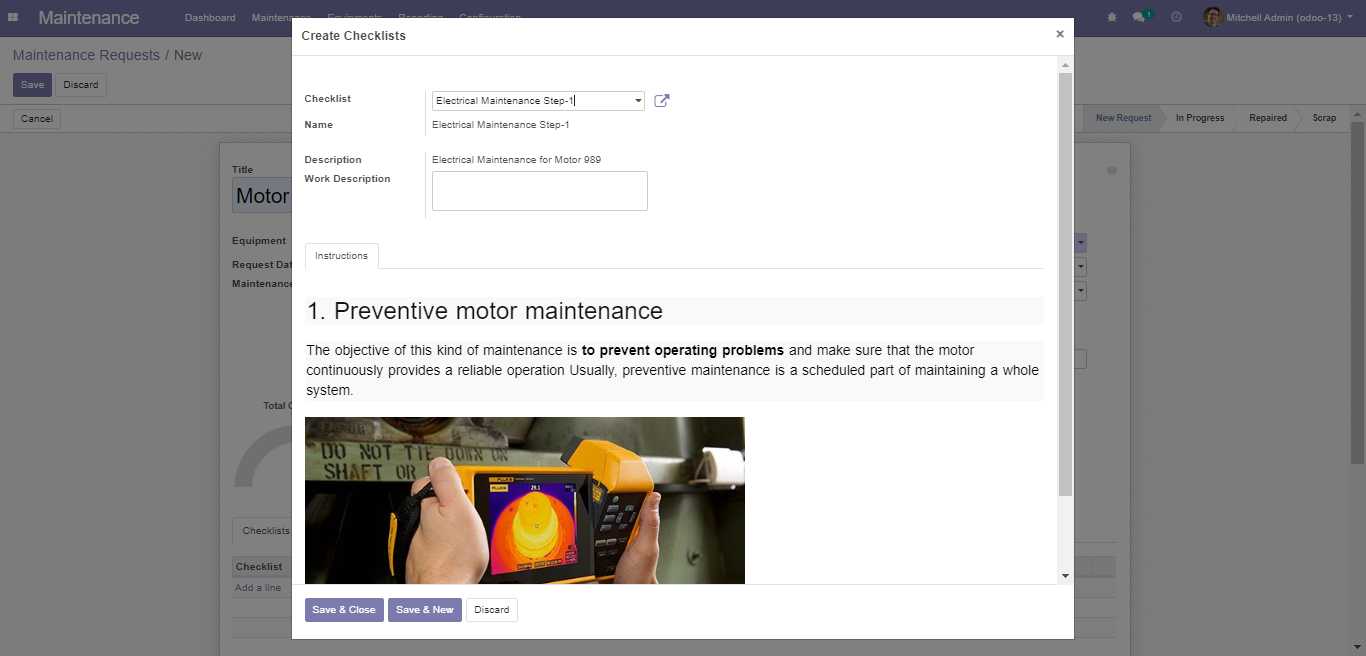 Maintenance
Dashboard Maintenance Equipments Reporting Configuration
1
Mitchell Admin (odoo-13)
Maintenance Requests / New
Save Discard
Cancel
New Request In Progress Repaired Scrap
Title
Motor
Equipment
Request Dat
Maintenance
Total C
Checklists
Checklist
Add a line
Create Checklists
×
Checklist Electrical Maintenance Step-1
Name Electrical Maintenance Step-1
Description Electrical Maintenance for Motor 989
Work Description
Instructions
1. Preventive motor maintenance
The objective of this kind of maintenance is to prevent operating problems and make sure that the motor
continuously provides a reliable operation Usually, preventive maintenance is a scheduled part of maintaining a whole
system.
DO NOT TIE DOWN ON
SHAFT OR
FLUKE
FLUKE
29.1
Save & Close Save & New Discard